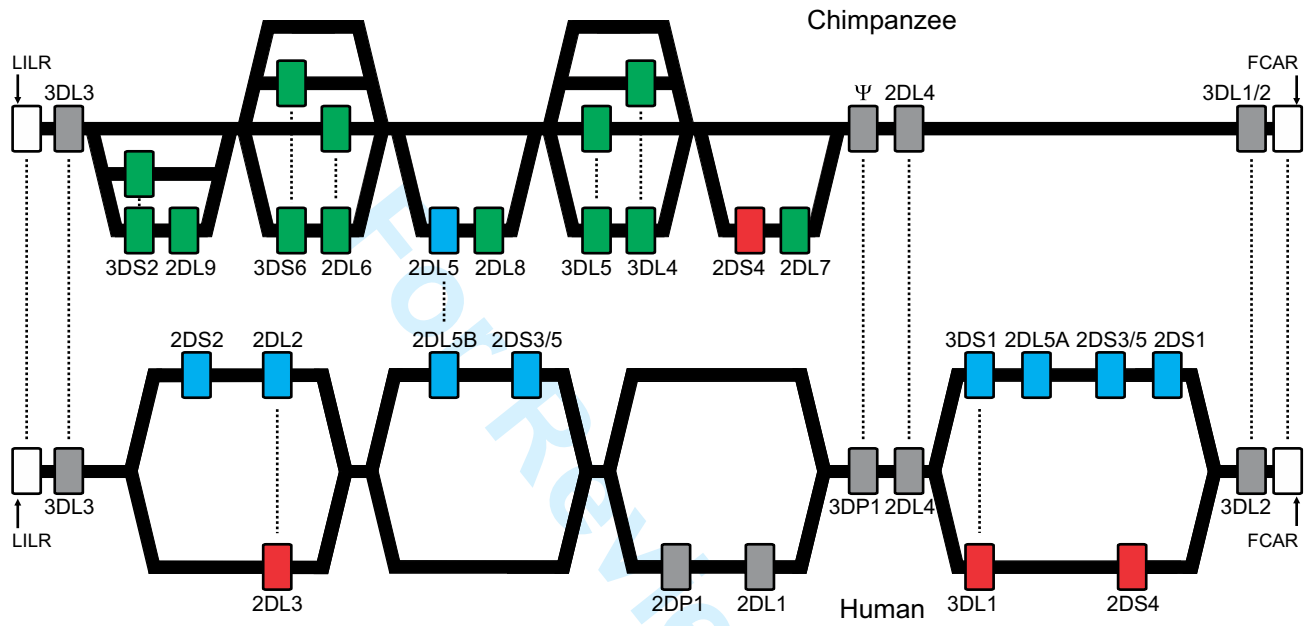 Chimpanzee
LILR
FCAR
3DL3
Ψ
2DL4
3DL1/2
3DS2
2DL9
3DS6
2DL6
2DL5
2DL8
3DL5
3DL4
2DS4
2DL7
2DS2
2DL2
2DL5B
2DS3/5
3DS1
2DL5A
2DS3/5
2DS1
3DL3
3DP1
2DL4
3DL2
LILR
FCAR
2DL3
2DP1
2DL1
3DL1
2DS4
Human
For Revie